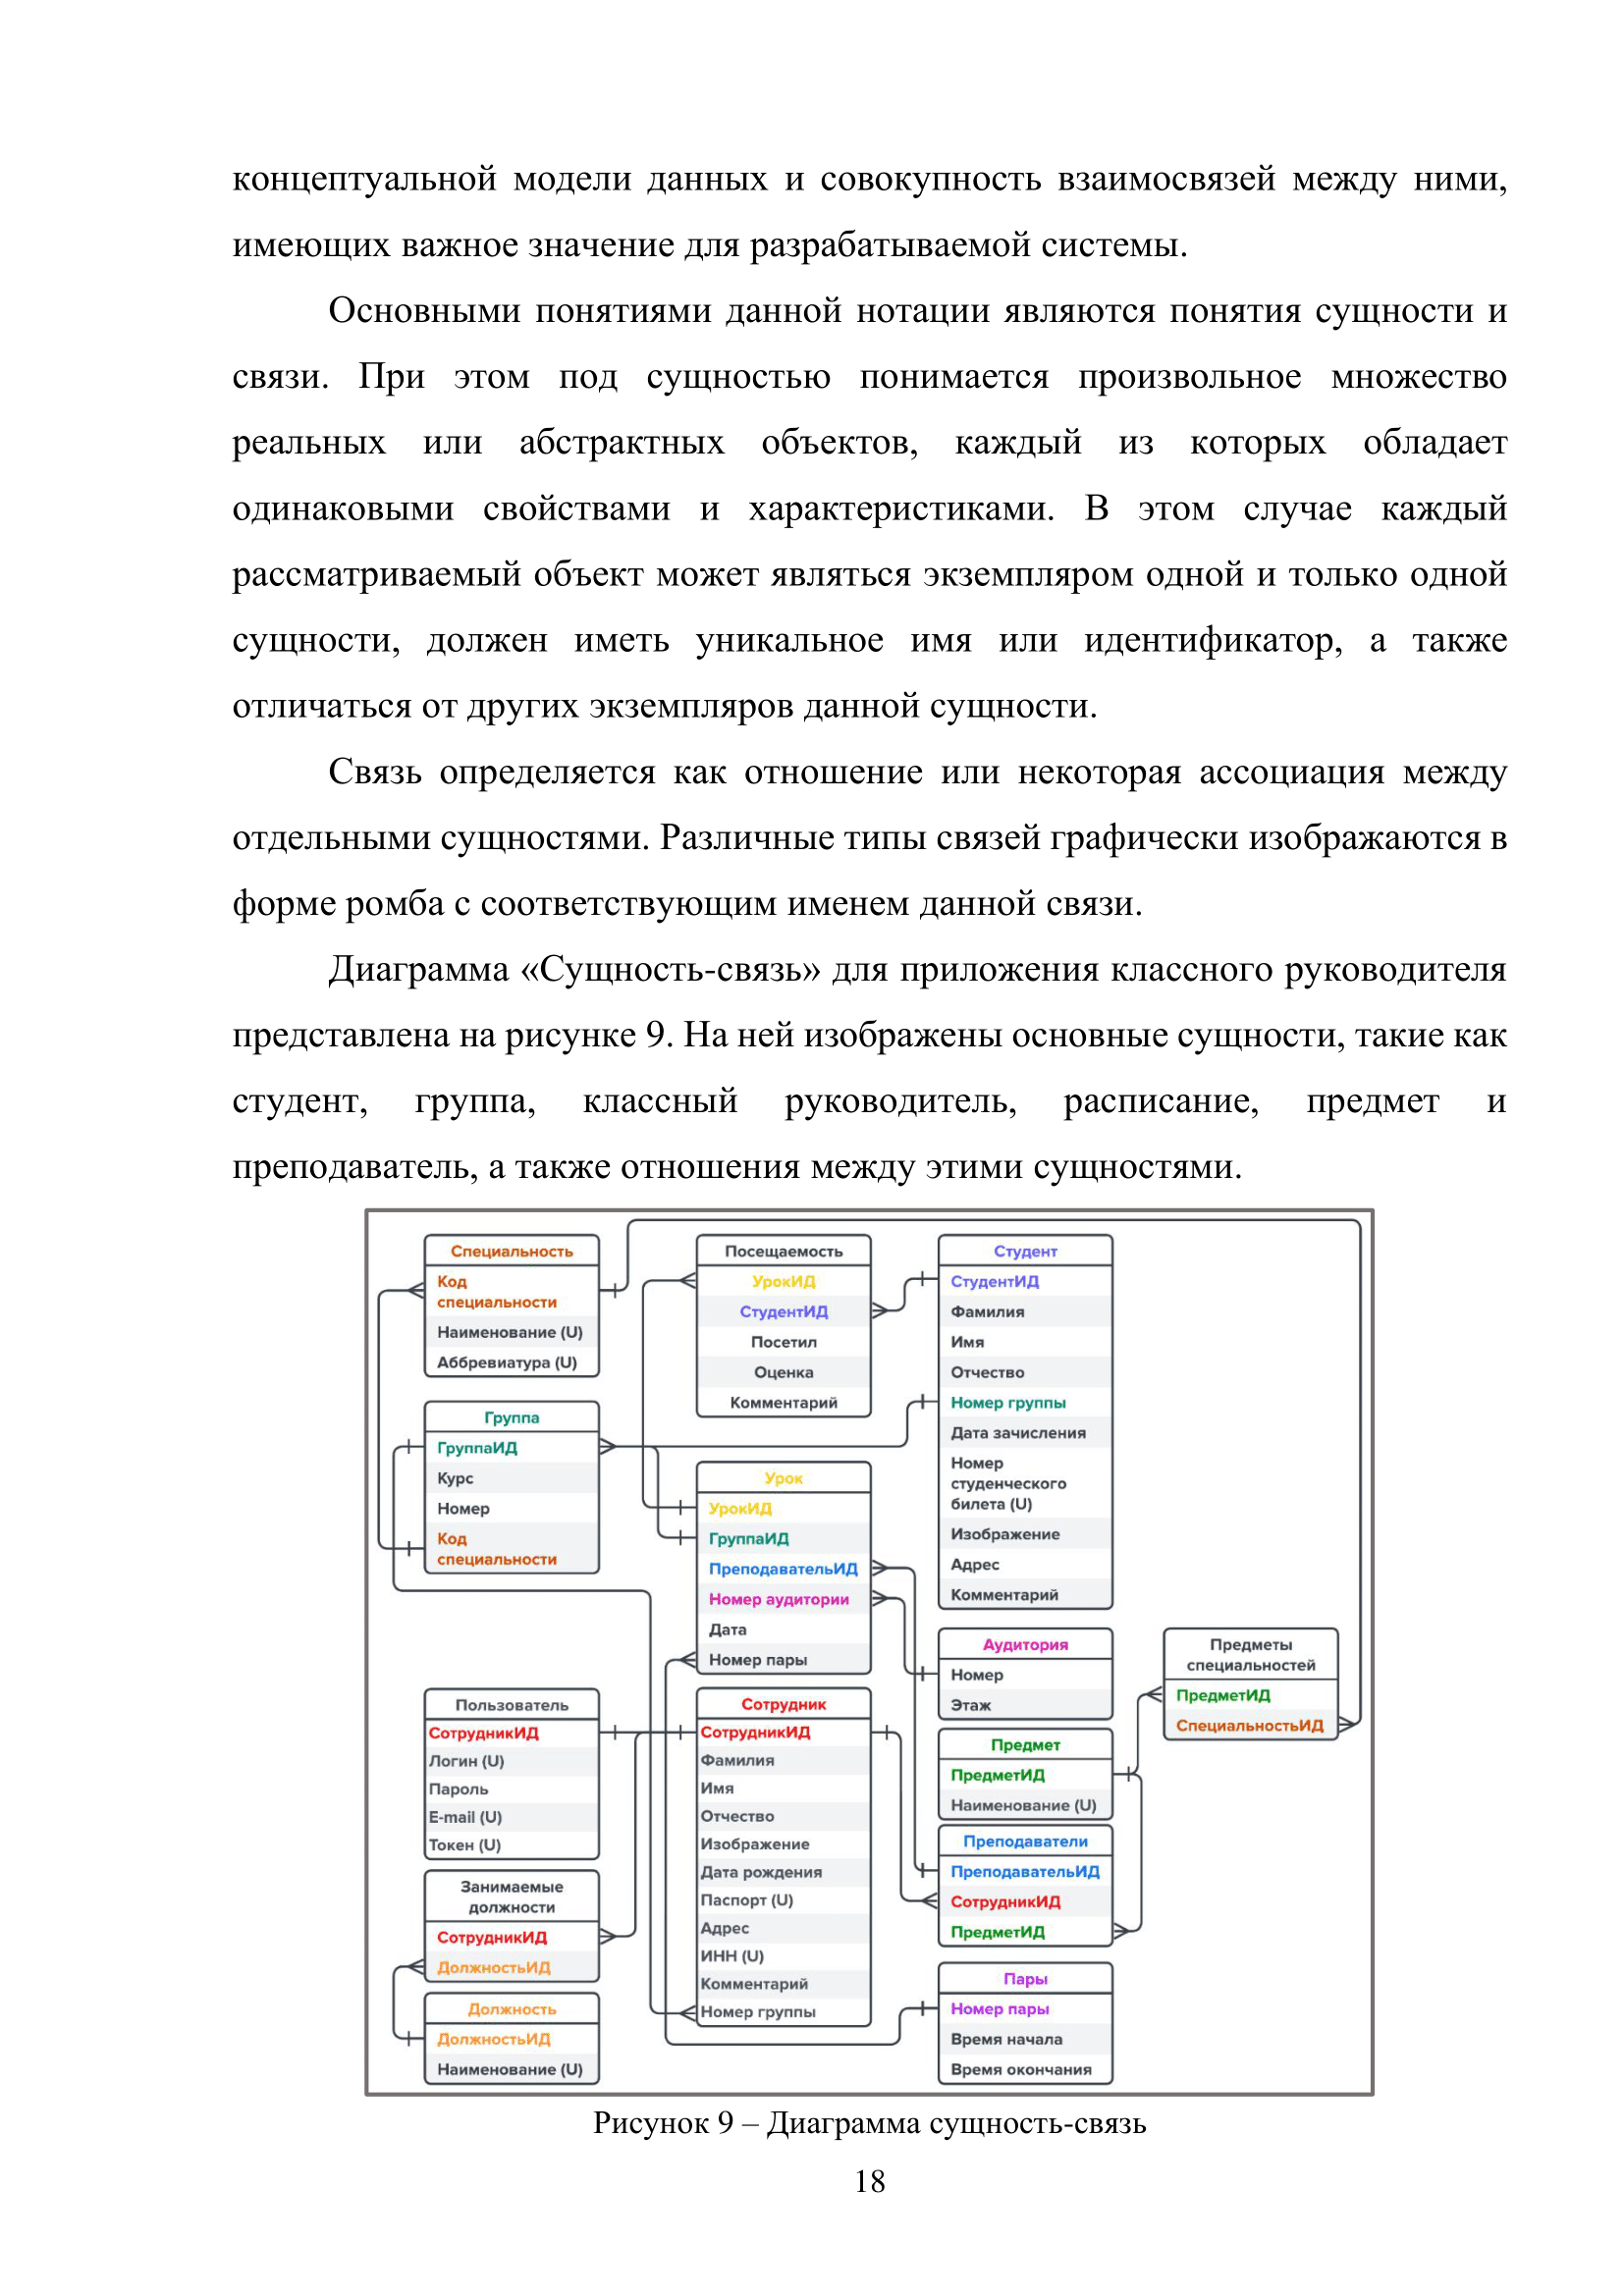 концептуальной модели данных и совокупность взаимосвязей между ними,
имеющих важное значение для разрабатываемой системы.
Основными понятиями данной нотации являются понятия сущности и
связи. При этом под сущностью понимается произвольное множество
реальных или абстрактных объектов, каждый из которых обладает
одинаковыми свойствами и характеристиками. В этом случае каждый
рассматриваемый объект может являться экземпляром одной и только одной
сущности, должен иметь уникальное имя или идентификатор, а также
отличаться от других экземпляров данной сущности.
Связь определяется как отношение или некоторая ассоциация между
отдельными сущностями. Различные типы связей графически изображаются в
форме ромба с соответствующим именем данной связи.
Диаграмма «Сущность-связь» для приложения классного руководителя
представлена на рисунке 9. На ней изображены основные сущности, такие как
студент, группа, классный руководитель, расписание, предмет и
преподаватель, а также отношения между этими сущностями.
Специальность
Код
специальности
Наименование (U)
Аббревиатура (U)
Группа
ГруппаИД
Курс
Номер
Код
специальности
Пользователь
СотрудникИД
Логин (U)
Пароль
E-mail (U)
Токен (U)
Занимаемые
должности
СотрудникИД
ДолжностьИД
Должность
ДолжностьИД
Наименование (U)
Посещаемость
УрокИД
СтудентИД
Посетил
Оценка
Комментарий
Урок
УрокИД
ГруппаИД
ПреподавательИД
Номер аудитории
Дата
Номер пары
Сотрудник
СотрудникИД
Фамилия
Имя
Отчество
Изображение
Дата рождения
Паспорт (U)
Адрес
ИНН (U)
Комментарий
Номер группы
Студент
СтудентИД
Фамилия
Имя
Отчество
Номер группы
Дата зачисления
Номер
студенческого
билета (U)
Изображение
Адрес
Комментарий
Аудитория
Номер
Этаж
Предмет
ПредметИД
Наименование (U)
Преподаватели
ПреподавательИД
СотрудникИД
ПредметИД
Пары
Номер пары
Время начала
Время окончания
Предметы
специальностей
ПредметИД
СпециальностьИД
Рисунок 9 – Диаграмма сущность-связь
18